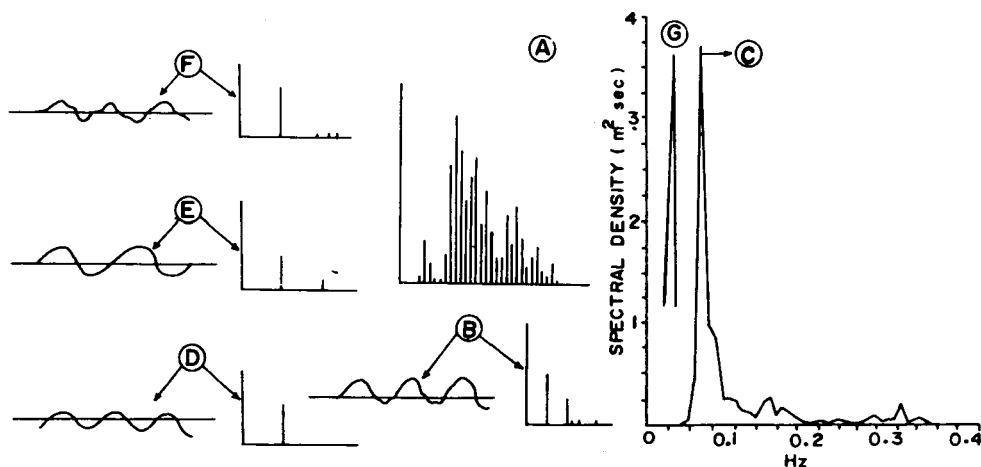 F
A
G
C
E
B
D
SPECTRAL DENSITY ( m² sec )
4
3
2
1
0
0.1
0.2
0.3
0.4
Hz